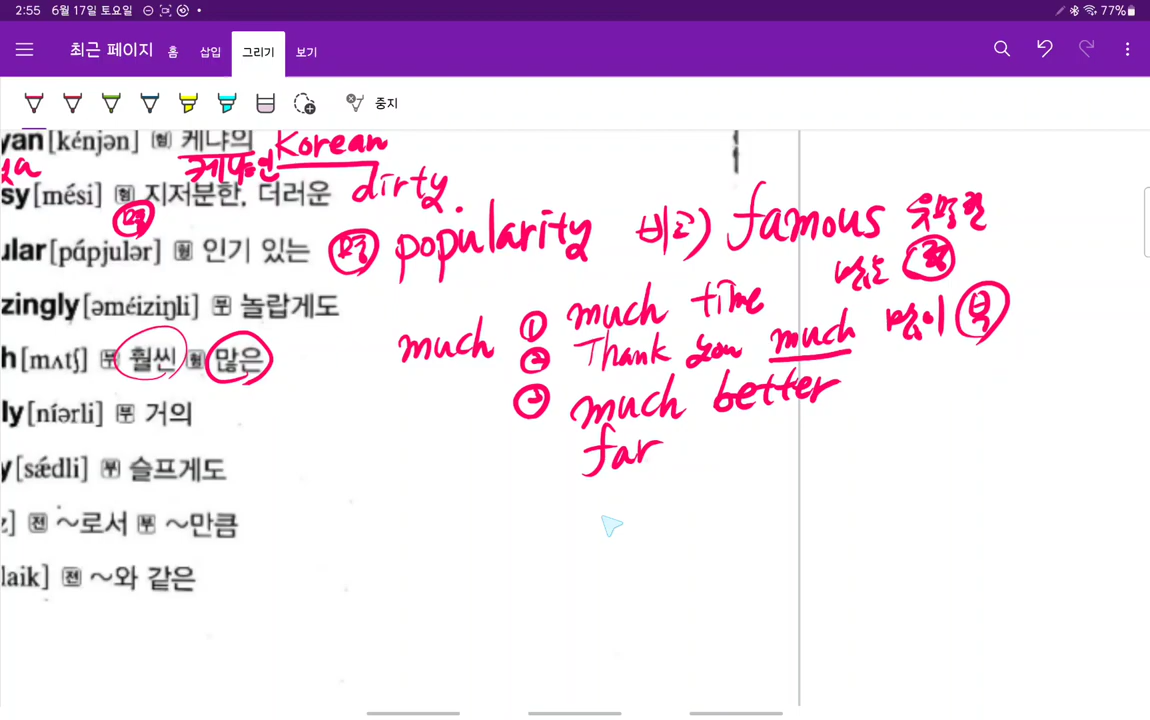 2:55 6월 17일 토요일 77%
최근 페이지 홈 삽입 그리기 보기
중지
yan[kénjən] 형 케냐의 Korean
케냐인
sy[mési] 형 지저분한, 더러운 dirty
명
ular[pápjulər] 형 인기 있는 명 popularity 비교) famous 유명한
zingly[əméiziŋli] 부 놀랍게도
much ① much time 많은 형
h[mʌtʃ] 부 훨씬 형 많은 ② Thank you much 많이 부
③ much better
far
ly[níərli] 부 거의
y[sǽdli] 부 슬프게도
z] 전 ～로서 부 ～만큼
laik] 전 ～와 같은